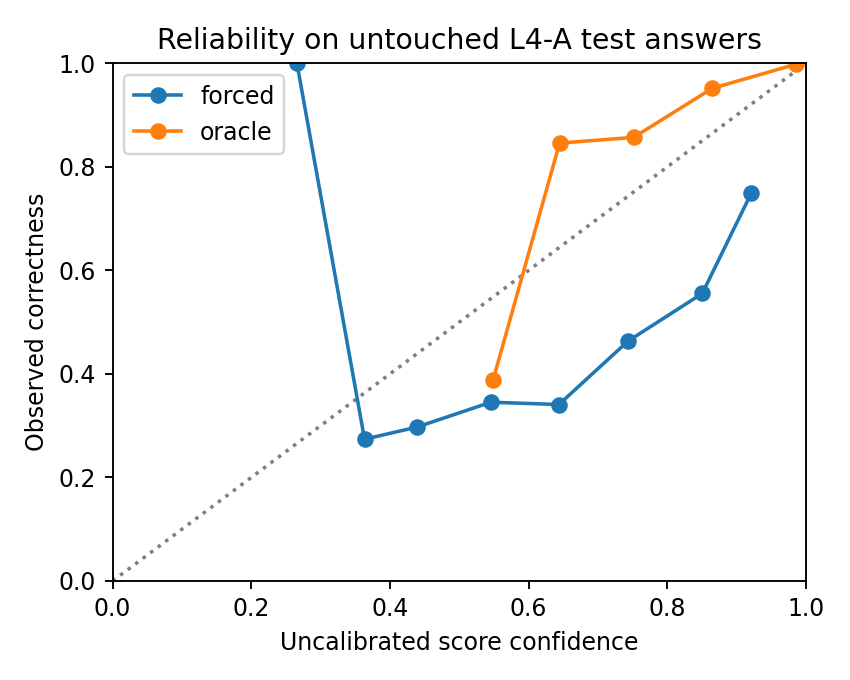 Reliability on untouched L4-A test answers
forced
oracle
1.0
0.8
0.6
0.4
0.2
0.0
0.0 0.2 0.4 0.6 0.8 1.0
Observed correctness
Uncalibrated score confidence